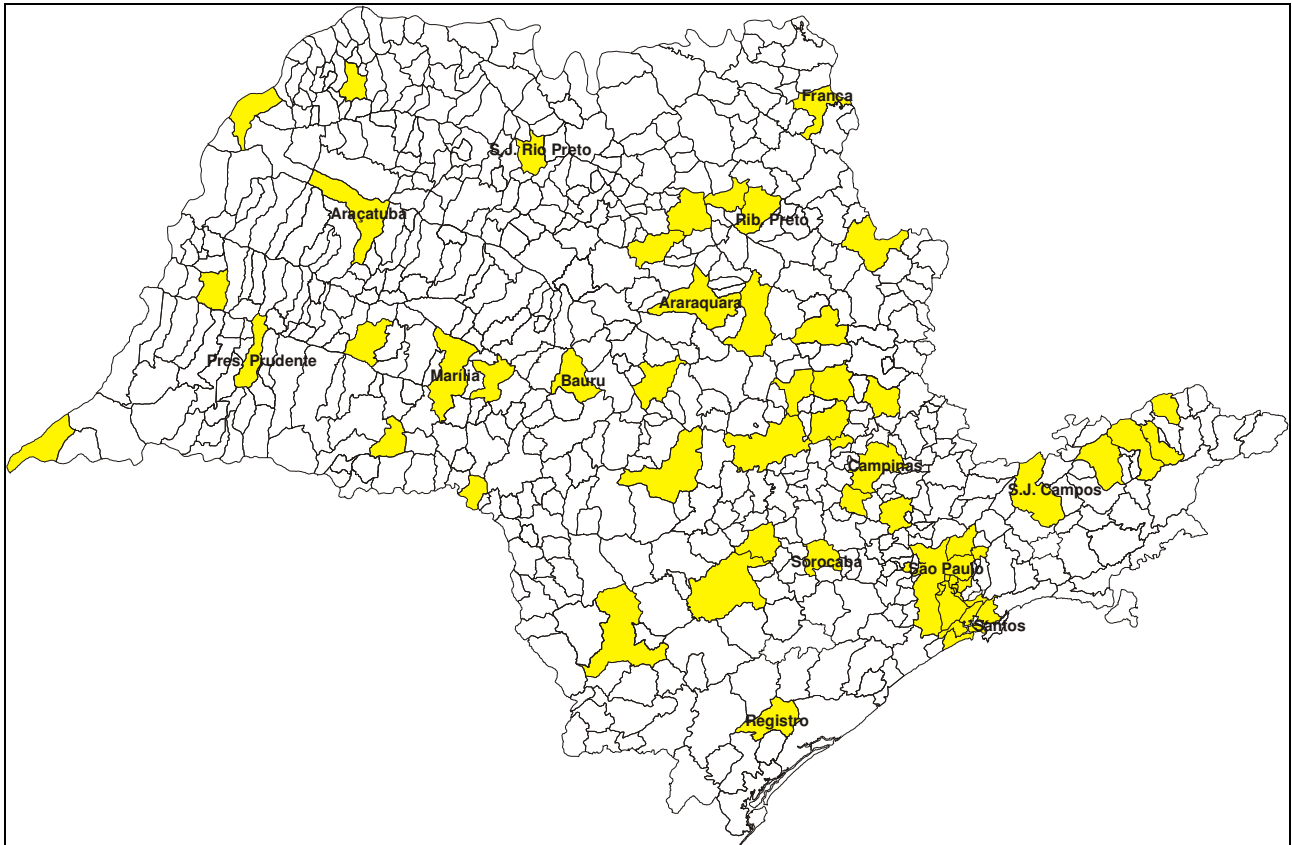 Franca
S.J. Rio Preto
Araçatuba
Rib. Preto
Araraquara
Pres. Prudente
Marília
Bauru
Campinas
S.J. Campos
Sorocaba
São Paulo
Santos
Registro